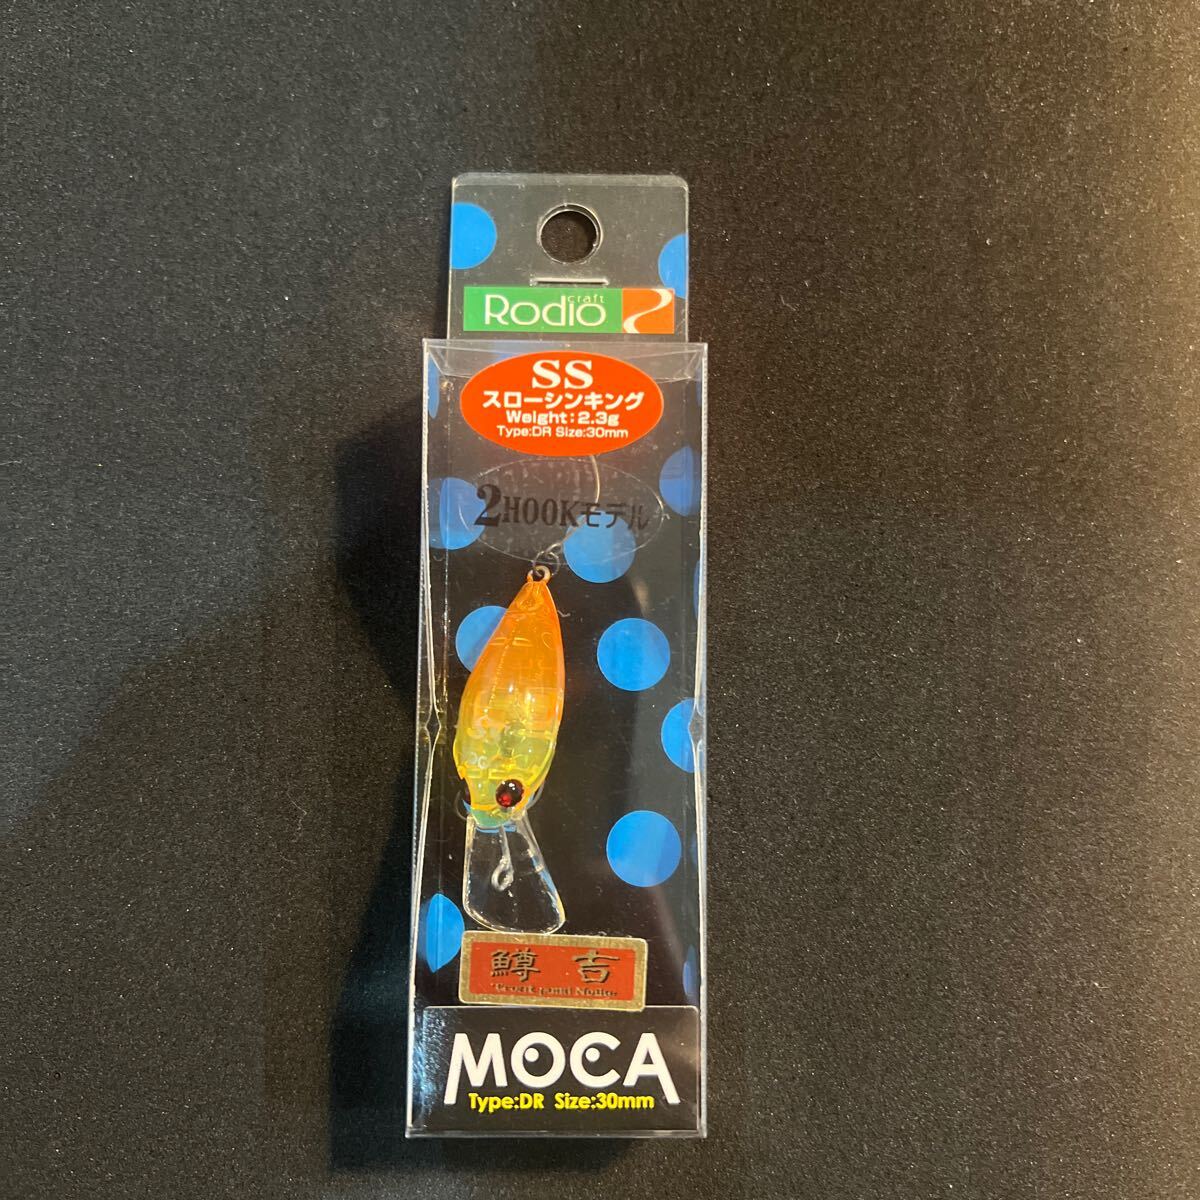 Rodio craft
SS
スローシンキング
Weight:2.3g
Type:DR Size:30mm
2HOOKモデル
鱒吉
MOCA
Type:DR Size:30mm